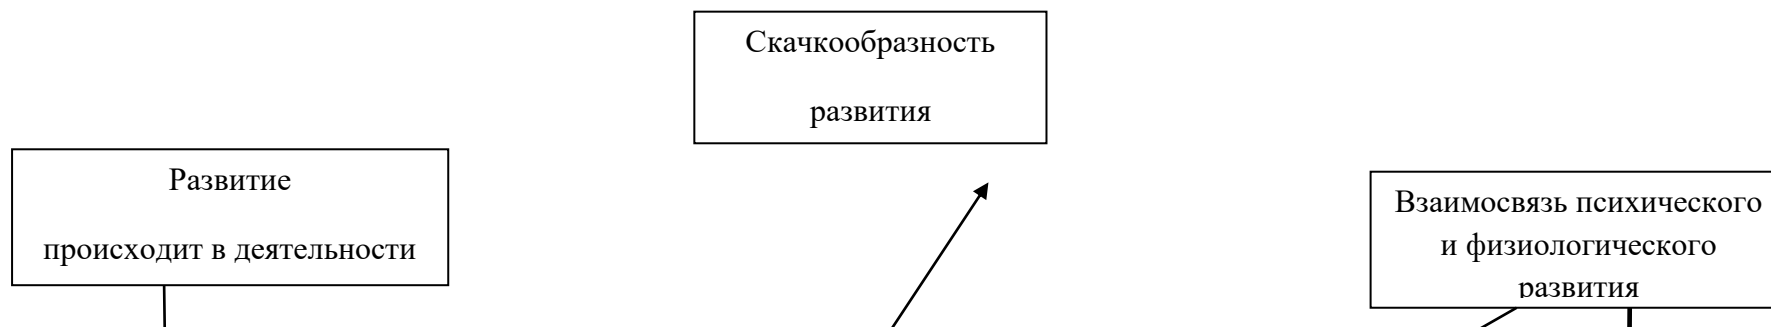 Скачкообразность
развития
Развитие
происходит в деятельности
Взаимосвязь психического
и физиологического
развития